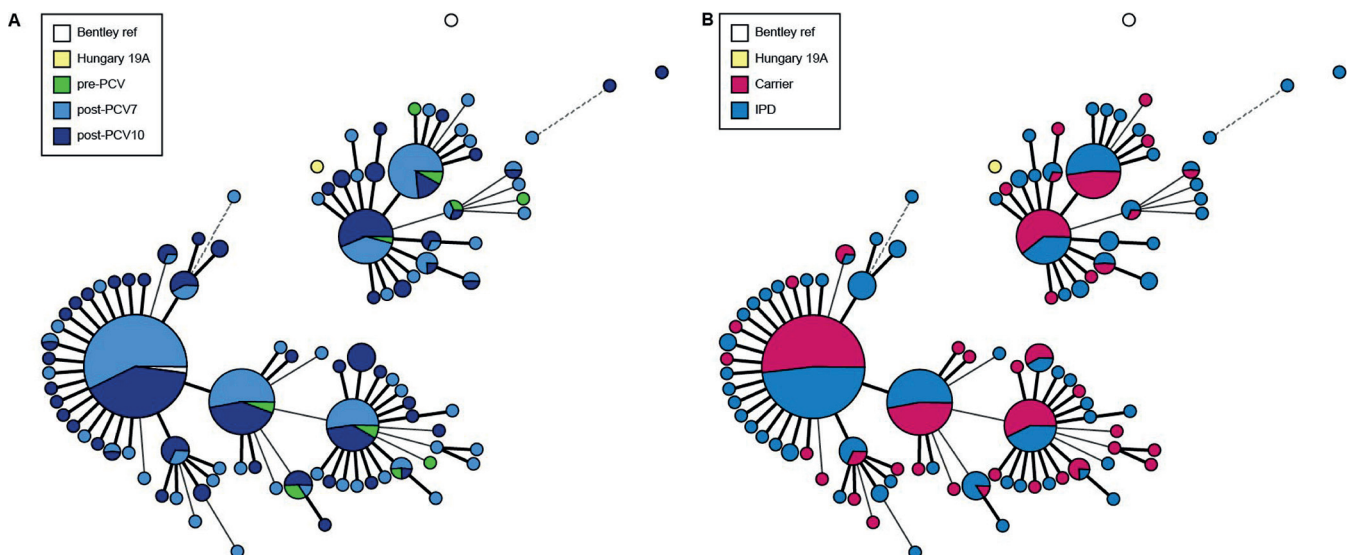 A
Bentley ref
Hungary 19A
pre-PCV
post-PCV7
post-PCV10
B
Bentley ref
Hungary 19A
Carrier
IPD